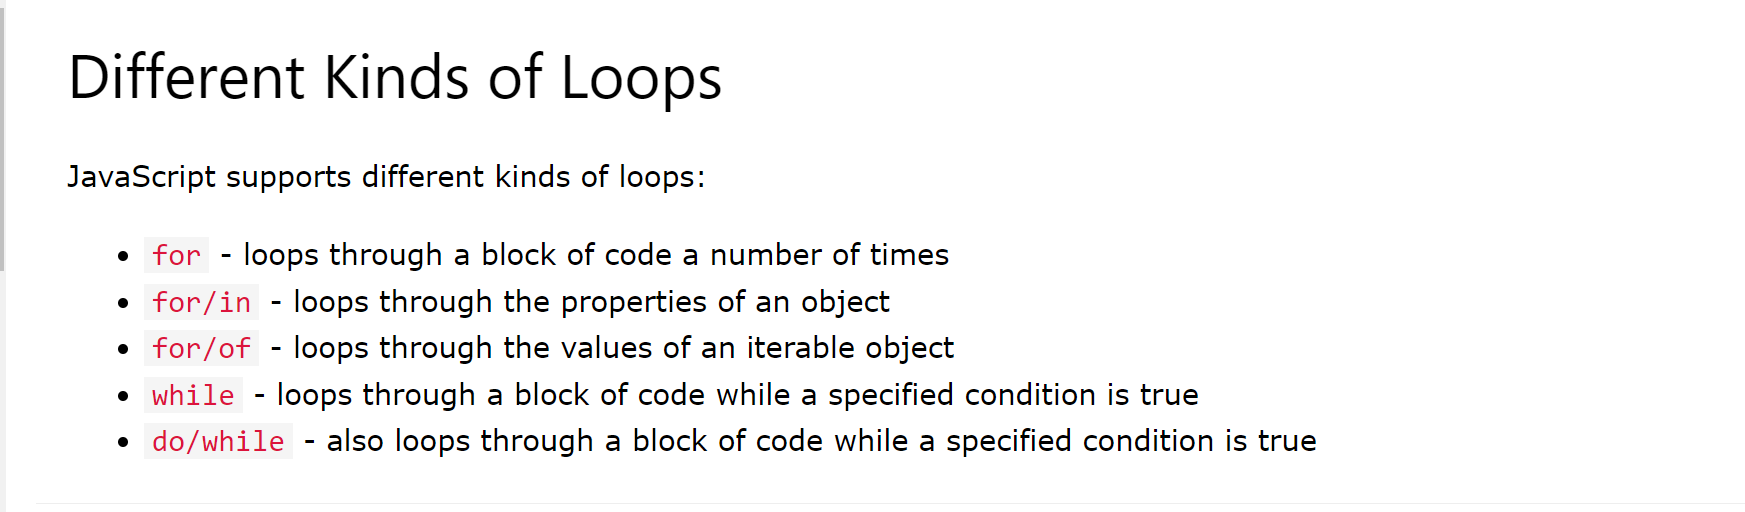 Different Kinds of Loops
JavaScript supports different kinds of loops:
• for - loops through a block of code a number of times
• for/in - loops through the properties of an object
• for/of - loops through the values of an iterable object
• while - loops through a block of code while a specified condition is true
• do/while - also loops through a block of code while a specified condition is true